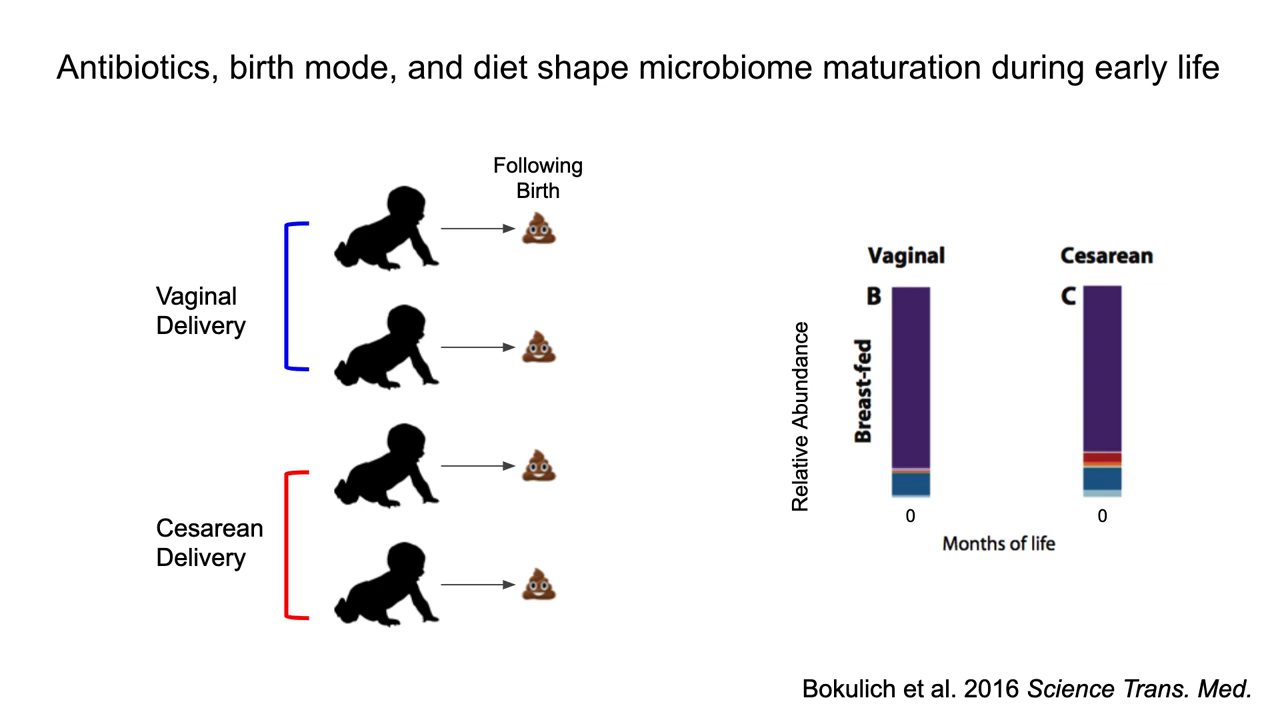 Antibiotics, birth mode, and diet shape microbiome maturation during early life
Following
Birth
Vaginal
Delivery
Cesarean
Delivery
Vaginal
Cesarean
B
C
Relative Abundance
Breast-fed
0
0
Months of life
Bokulich et al. 2016 Science Trans. Med.